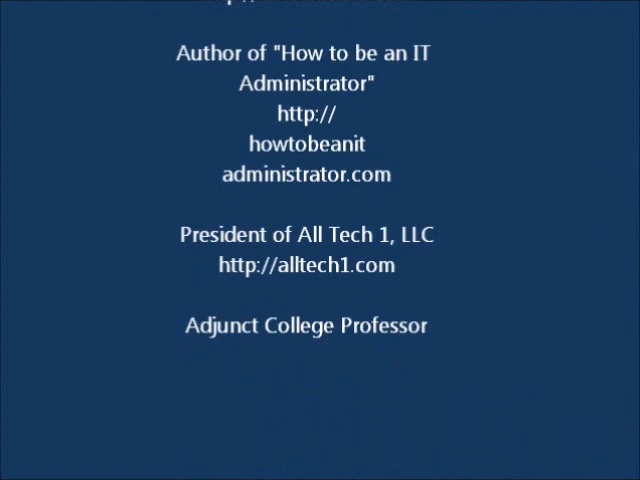 Author of "How to be an IT
Administrator"
http://
howtobeanit
administrator.com
President of All Tech 1, LLC
http://alltech1.com
Adjunct College Professor